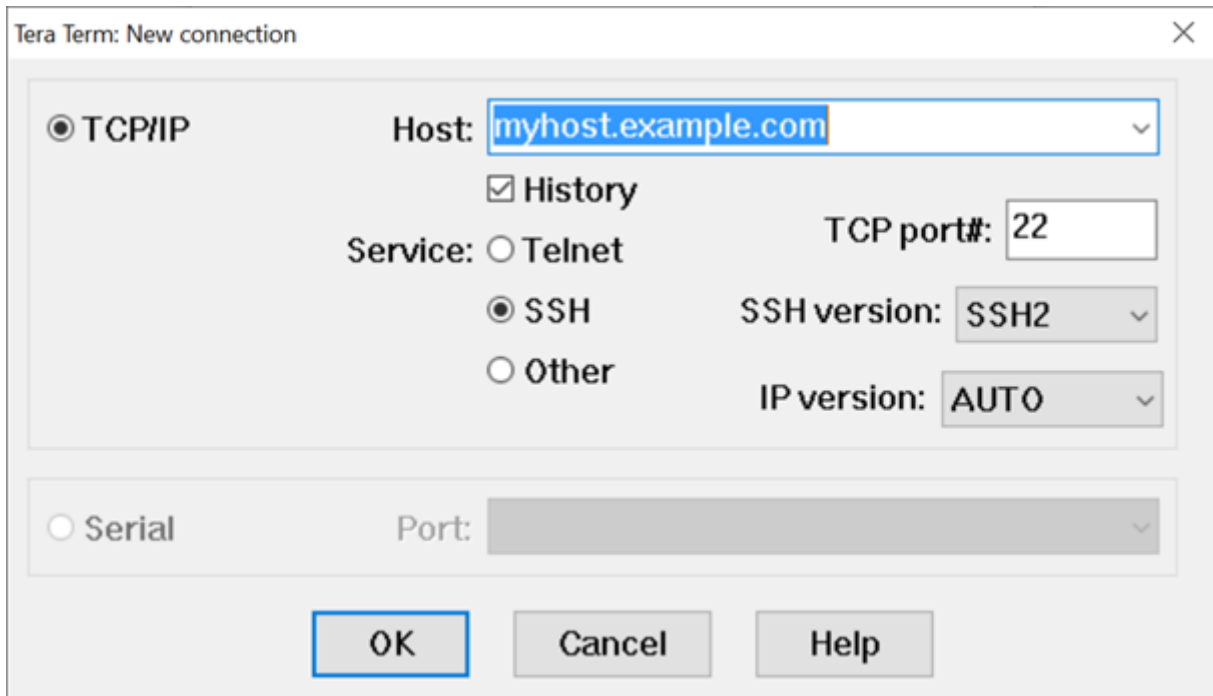 Tera Term: New connection
TCP/IP Host: myhost.example.com
History
TCP port#: 22
Service: Telnet
SSH SSH version: SSH2
Other
IP version: AUTO
Serial Port:
OK Cancel Help